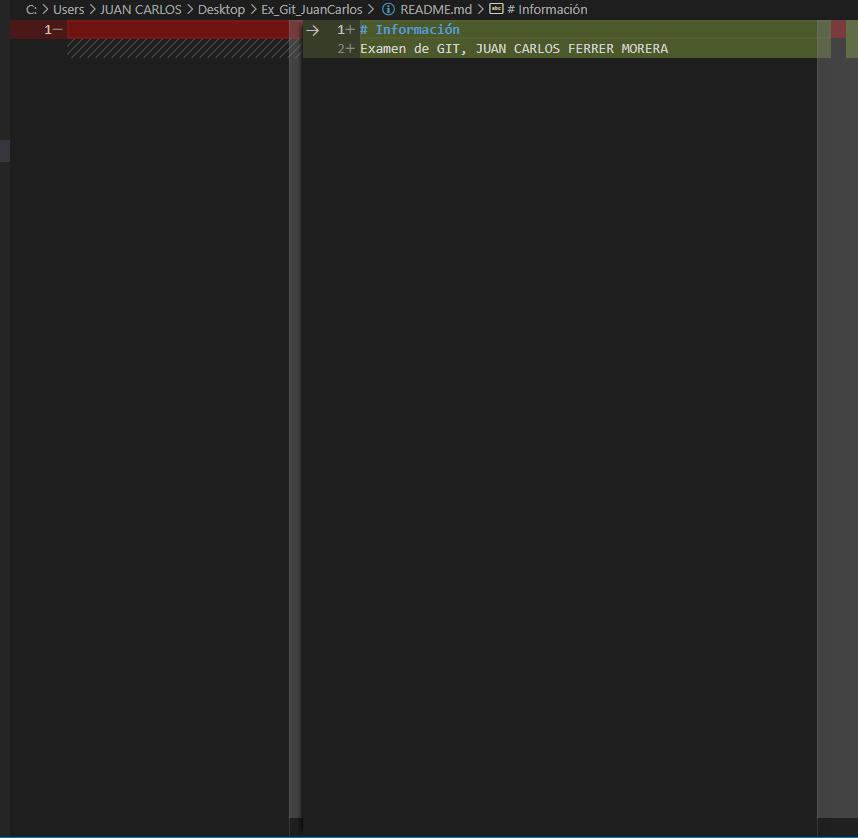 C: > Users > JUAN CARLOS > Desktop > Ex_Git_JuanCarlos > README.md > # Información
1− → 1+ # Información
2+ Examen de GIT, JUAN CARLOS FERRER MORERA